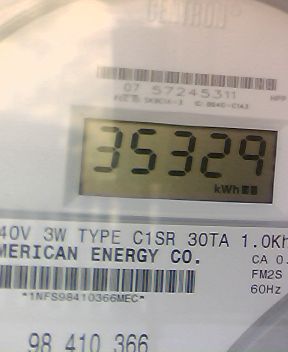 CENTRON®
07 57245311
35329
kWh
40V 3W TYPE C1SR 30TA 1.0Kh
MERICAN ENERGY CO.
CA 0.
FM2S
60Hz
*1NFS98410366MEC*
98 410 366